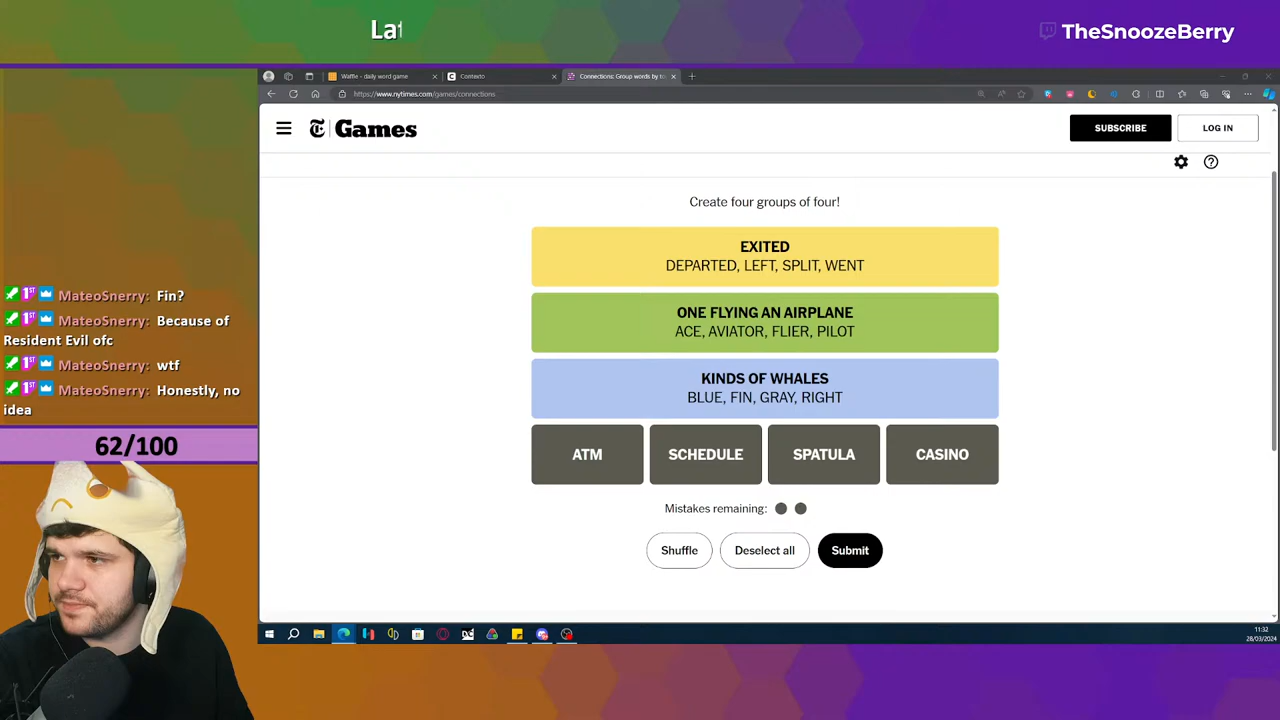 Lat
TheSnoozeBerry
Waffle - daily word game
Contexto
Connections: Group words by to
https://www.nytimes.com/games/connections
Games
SUBSCRIBE
LOG IN
Create four groups of four!
EXITED
DEPARTED, LEFT, SPLIT, WENT
ONE FLYING AN AIRPLANE
ACE, AVIATOR, FLIER, PILOT
KINDS OF WHALES
BLUE, FIN, GRAY, RIGHT
ATM
SCHEDULE
SPATULA
CASINO
Mistakes remaining:
Shuffle
Deselect all
Submit
MateoSnerry: Fin?
MateoSnerry: Because of
Resident Evil ofc
MateoSnerry: wtf
MateoSnerry: Honestly, no
idea
62/100
11:32
28/03/2024